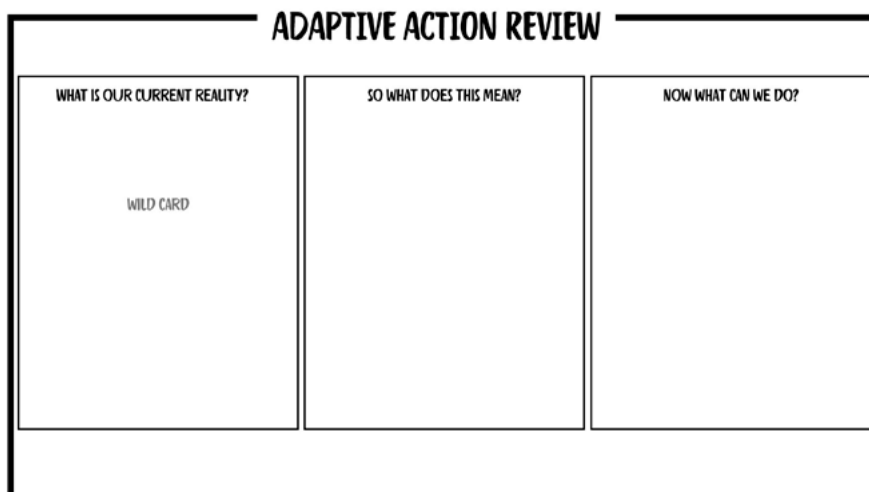 ADAPTIVE ACTION REVIEW
WHAT IS OUR CURRENT REALITY?
WILD CARD
SO WHAT DOES THIS MEAN?
NOW WHAT CAN WE DO?